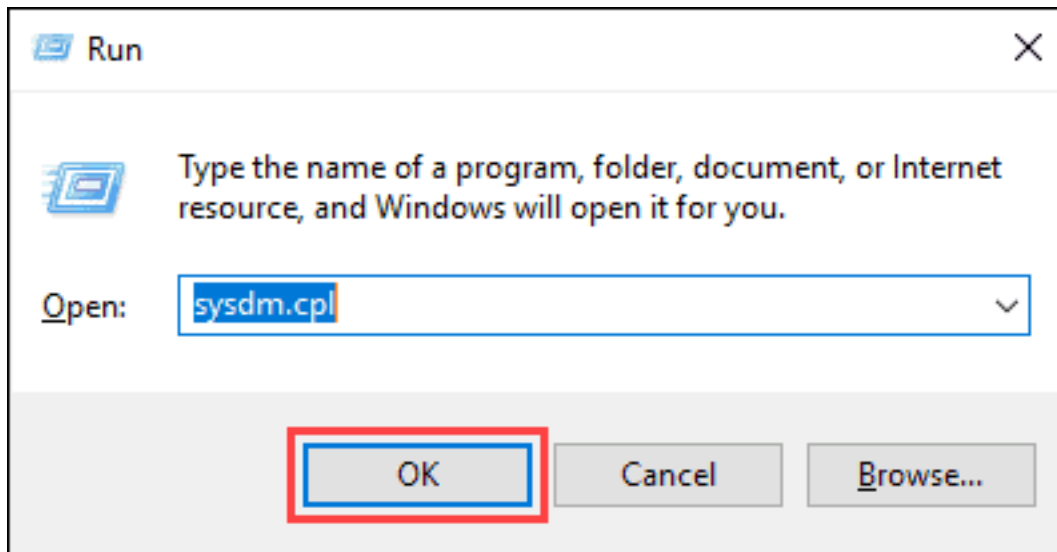 Run
Type the name of a program, folder, document, or Internet
resource, and Windows will open it for you.
Open: sysdm.cpl
OK Cancel Browse...